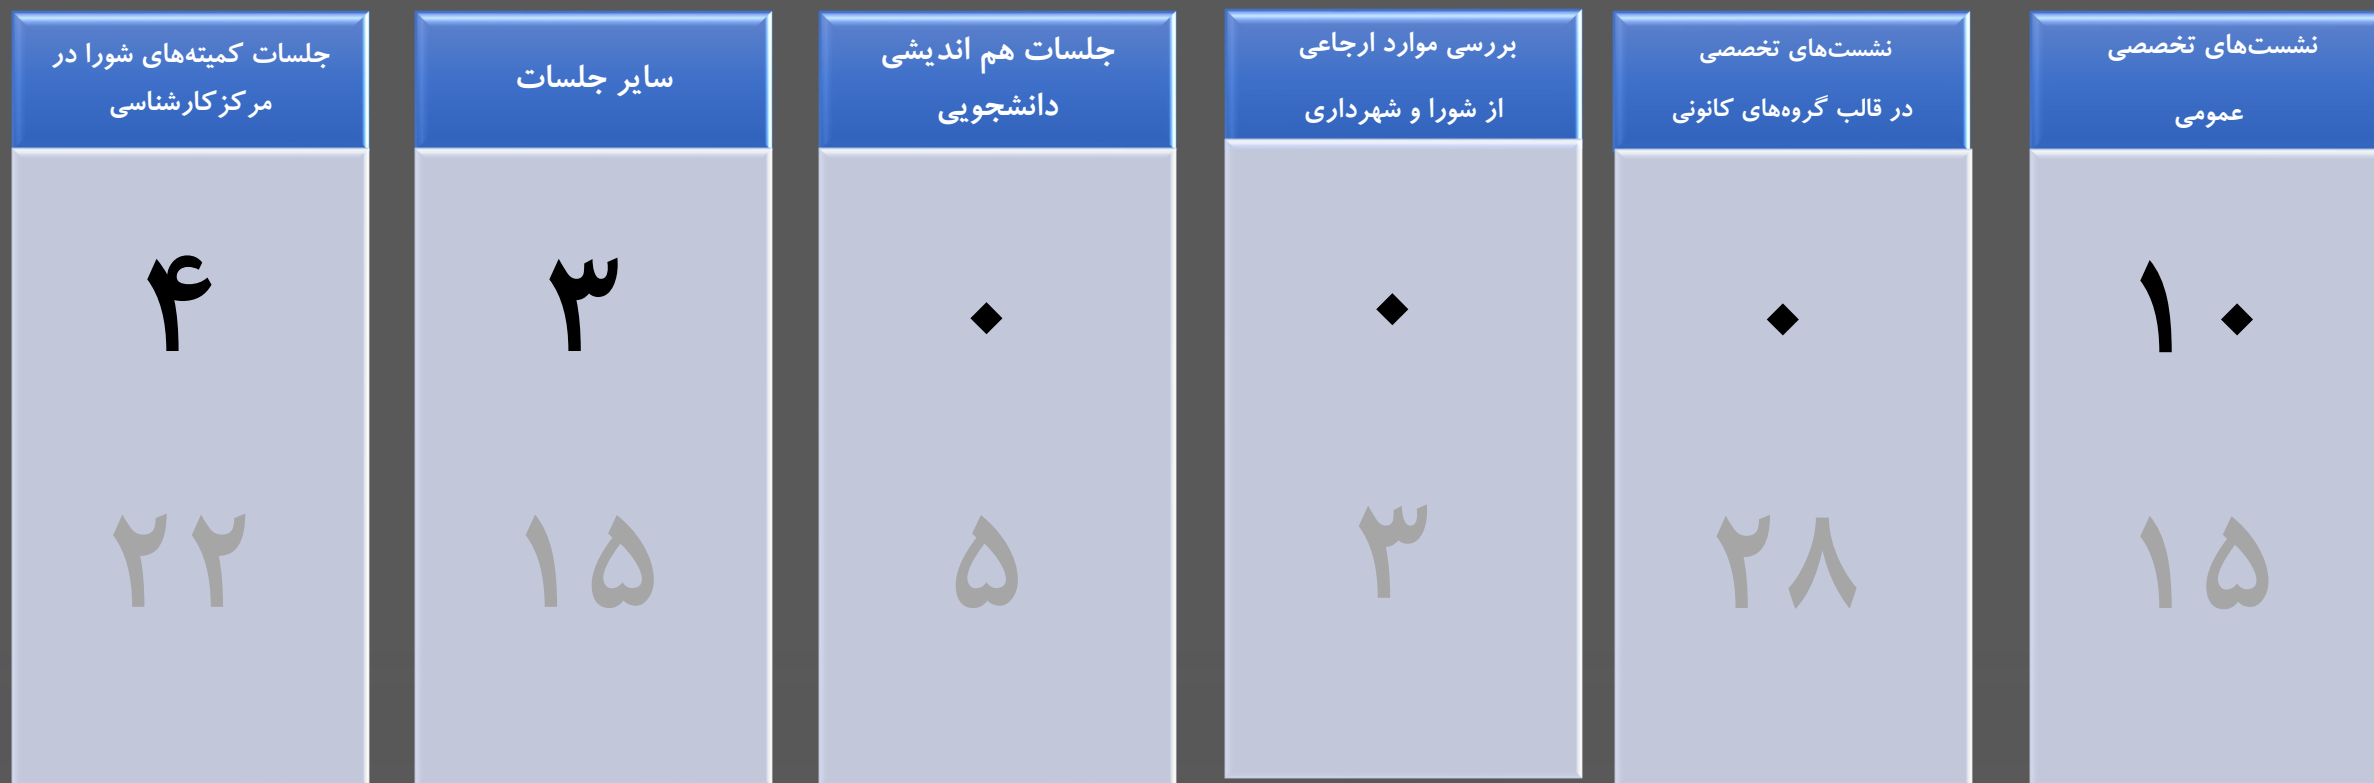 نشست‌های تخصصی
عمومی
۱۰
۱۵
نشست‌های تخصصی
در قالب گروه‌های کانونی
۰
۲۸
بررسی موارد ارجاعی
از شورا و شهرداری
۰
۳
جلسات هم اندیشی
دانشجویی
۰
۵
سایر جلسات
۳
۱۵
جلسات کمیته‌های شورا در
مرکزکارشناسی
۴
۲۲